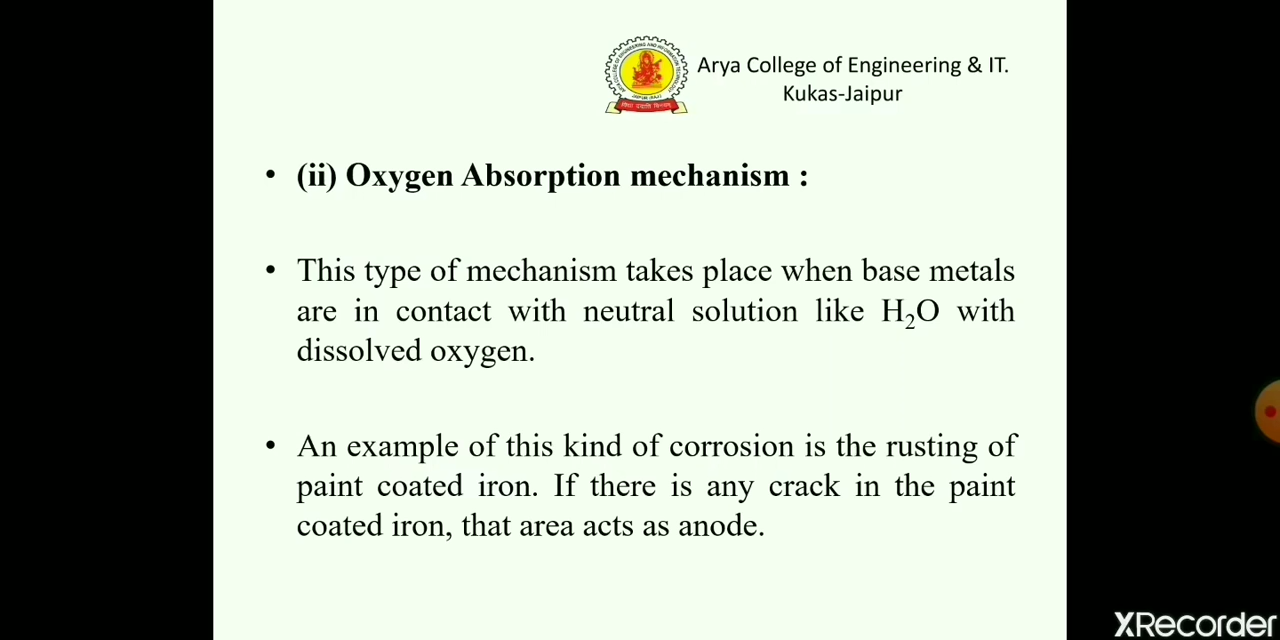 Arya College of Engineering & IT.
Kukas-Jaipur
• (ii) Oxygen Absorption mechanism :
• This type of mechanism takes place when base metals
are in contact with neutral solution like H₂O with
dissolved oxygen.
• An example of this kind of corrosion is the rusting of
paint coated iron. If there is any crack in the paint
coated iron, that area acts as anode.
XRecorder